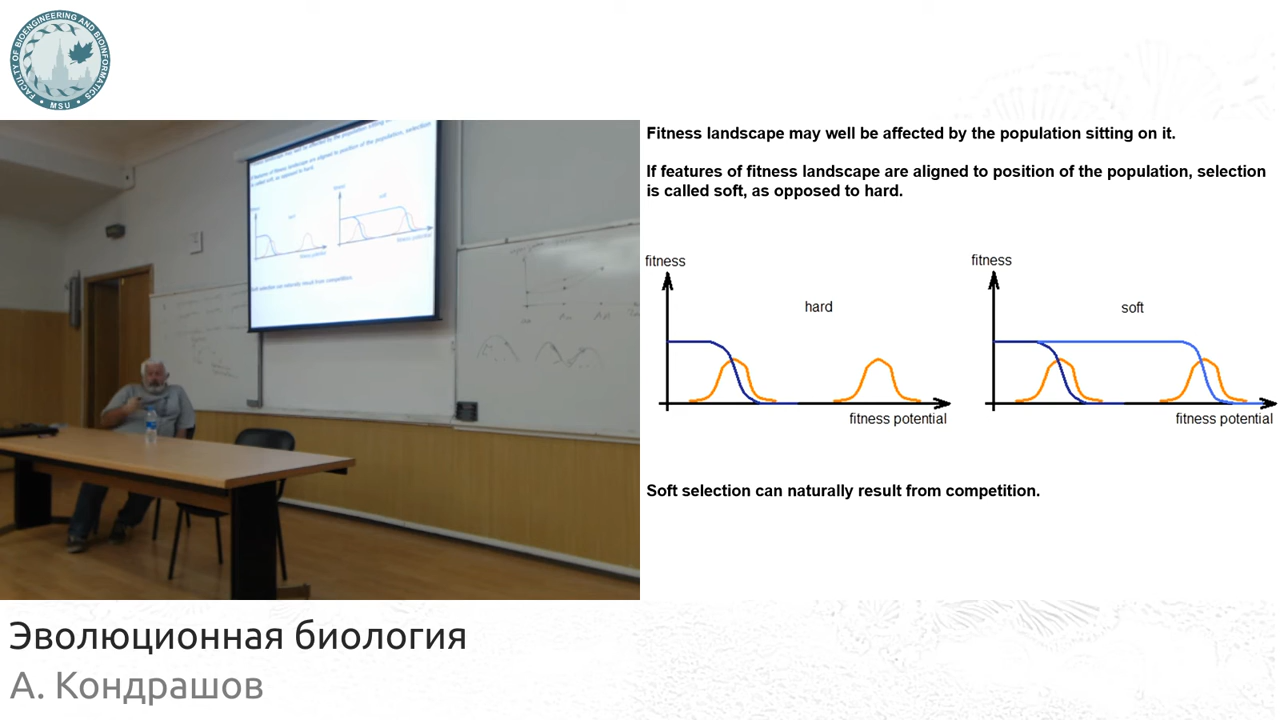 FACULTY OF BIOENGINEERING AND BIOINFORMATICS
• MSU •
Fitness landscape may well be affected by the population sitting on it.
If features of fitness landscape are aligned to position of the population, selection
is called soft, as opposed to hard.
fitness
hard
fitness potential
fitness
soft
fitness potential
Soft selection can naturally result from competition.
Эволюционная биология
А. Кондрашов